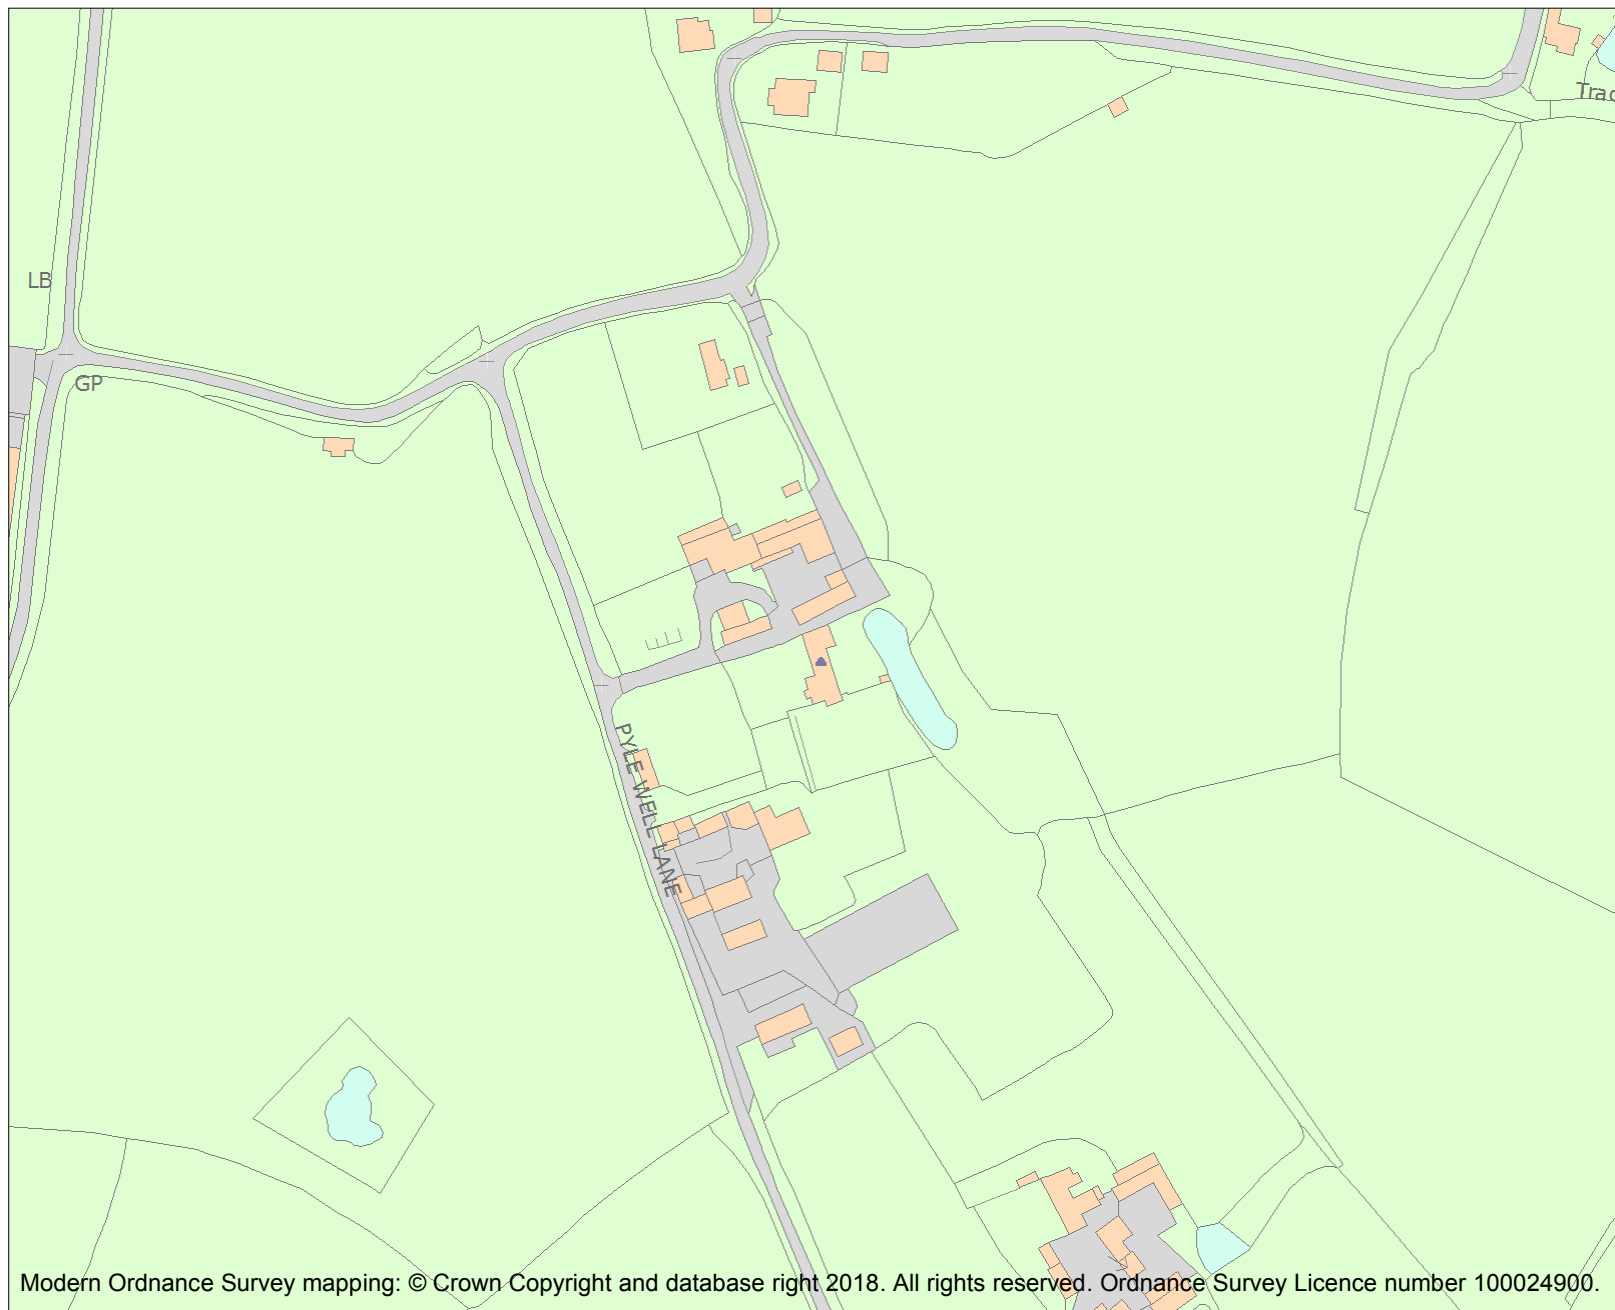 Trac
LB
GP
PYLE WELL LANE
Modern Ordnance Survey mapping: © Crown Copyright and database right 2018. All rights reserved. Ordnance Survey Licence number 100024900.